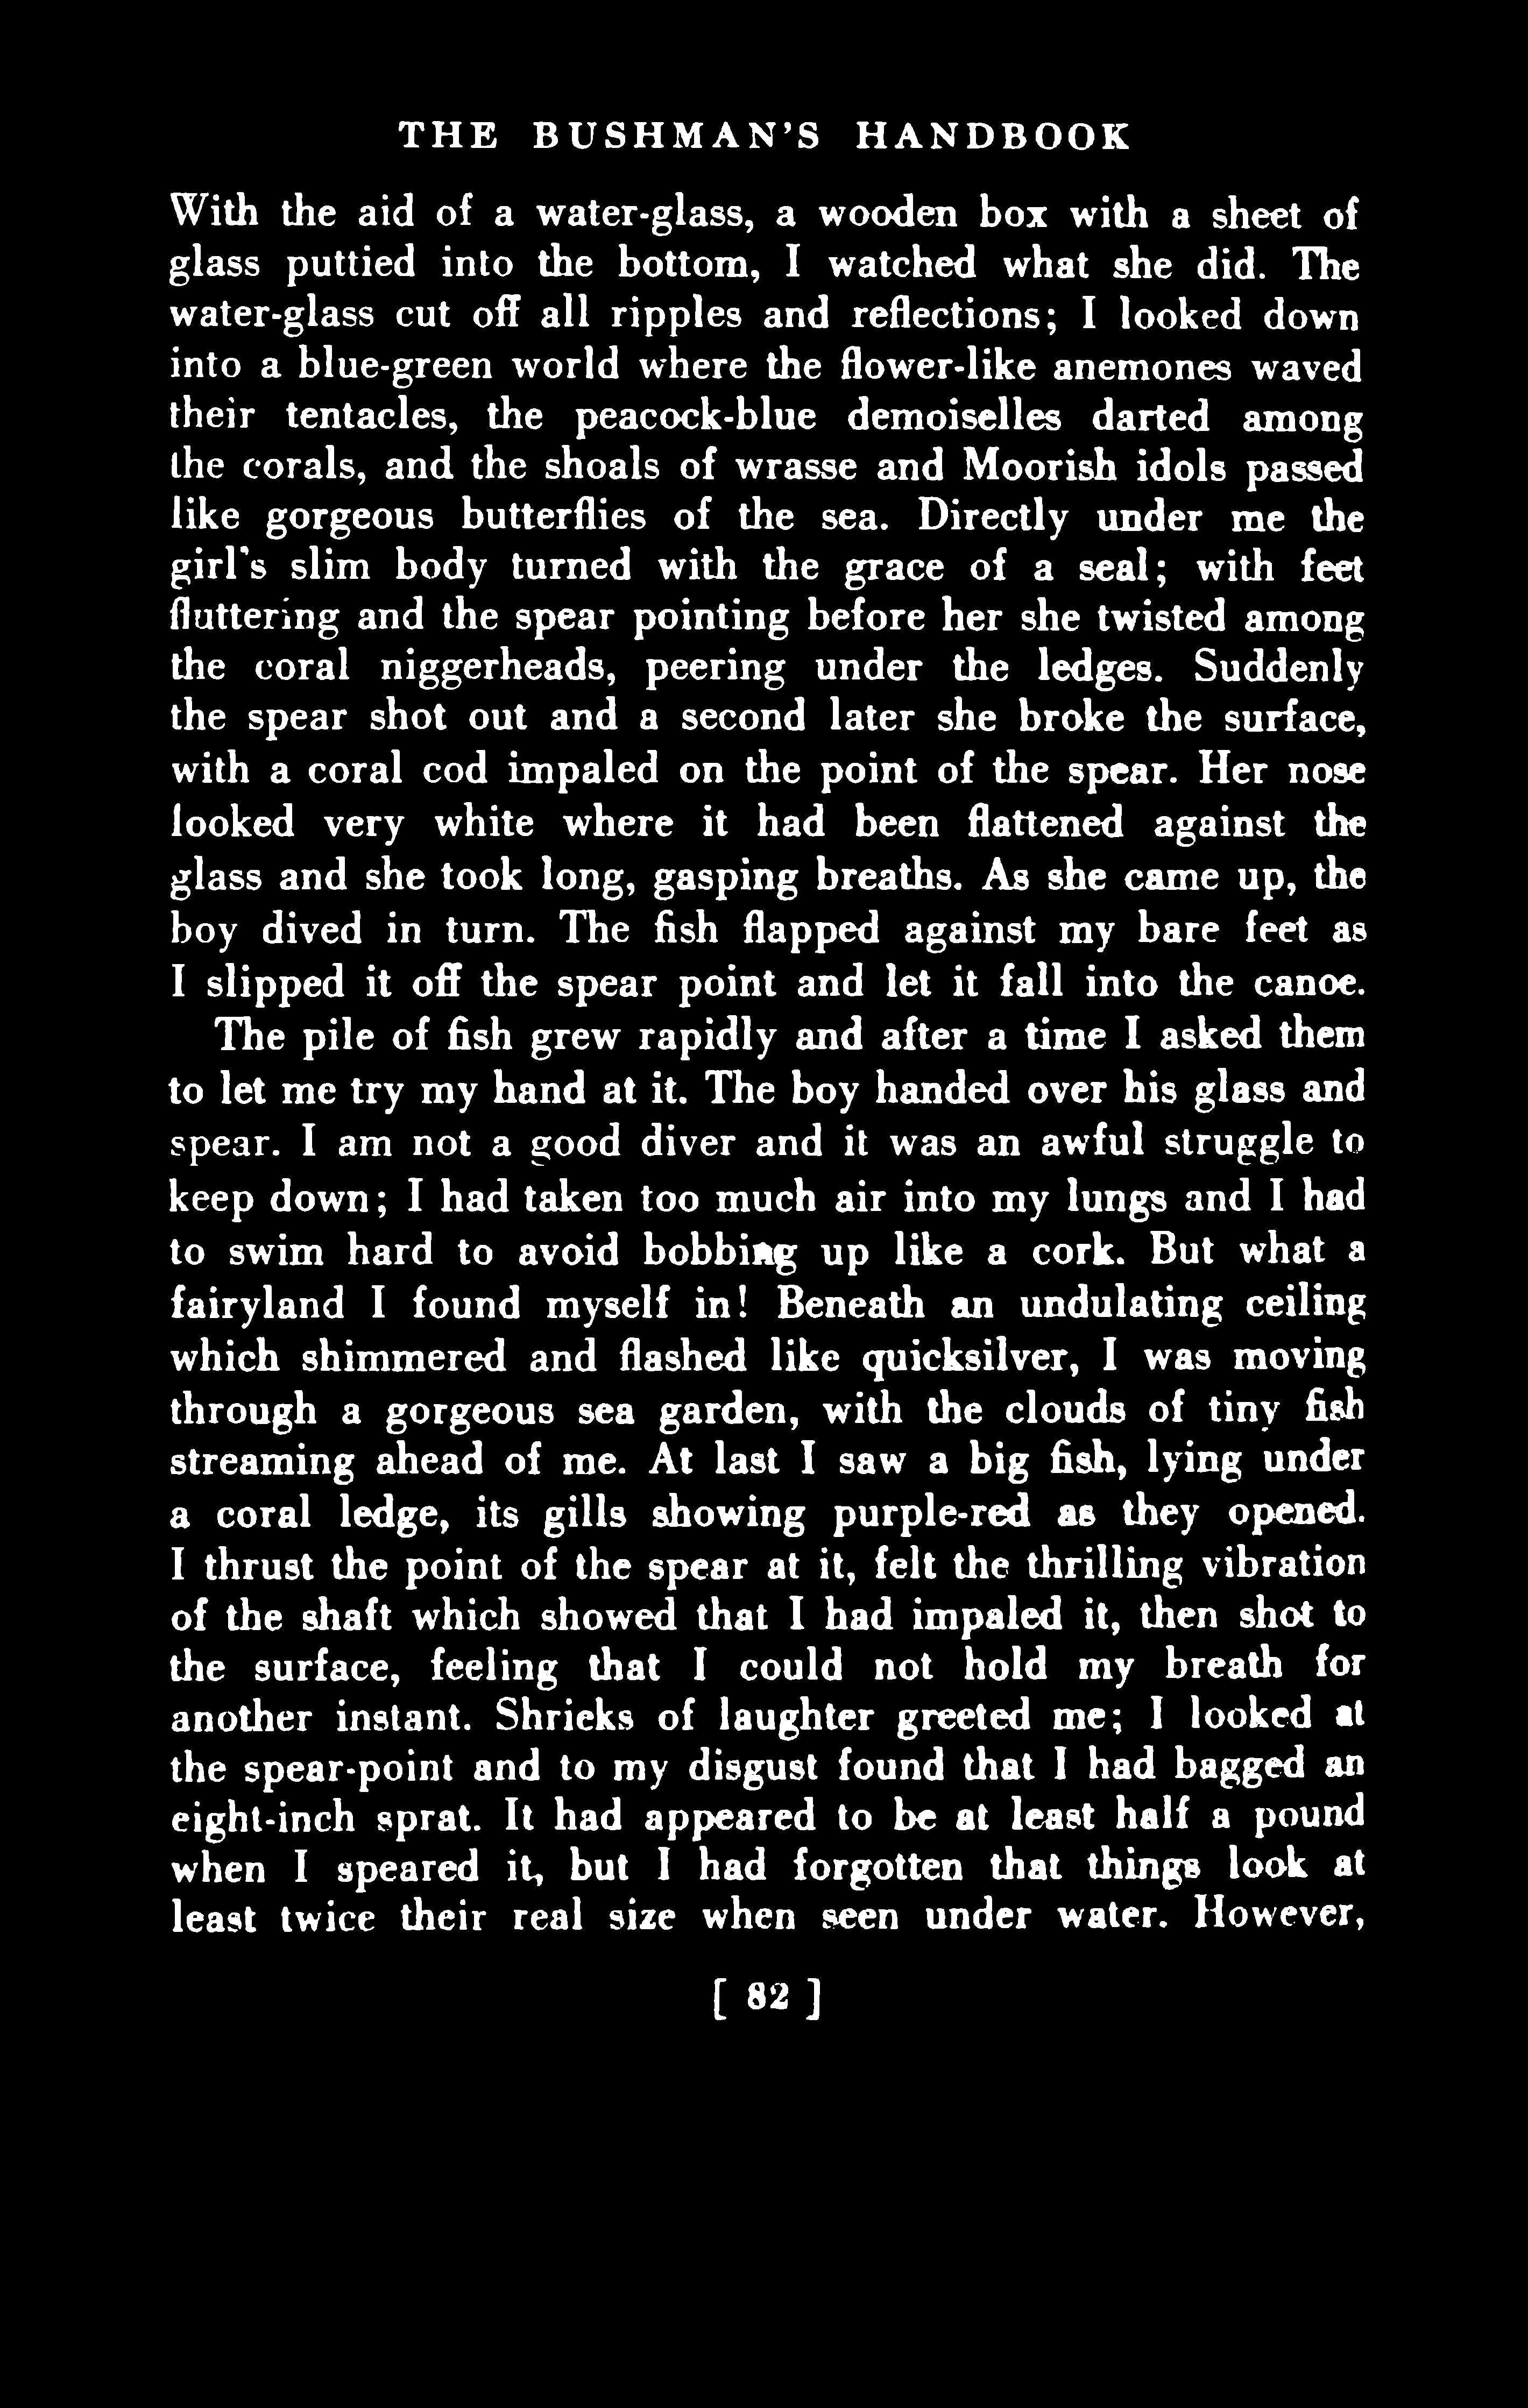 THE BUSHMAN'S HANDBOOK
With the aid of a water-glass, a wooden box with a sheet of
glass puttied into the bottom, I watched what she did. The
water-glass cut off all ripples and reflections; I looked down
into a blue-green world where the flower-like anemones waved
their tentacles, the peacock-blue demoiselles darted among
the corals, and the shoals of wrasse and Moorish idols passed
like gorgeous butterflies of the sea. Directly under me the
girl's slim body turned with the grace of a seal; with feet
fluttering and the spear pointing before her she twisted among
the coral niggerheads, peering under the ledges. Suddenly
the spear shot out and a second later she broke the surface,
with a coral cod impaled on the point of the spear. Her nose
looked very white where it had been flattened against the
glass and she took long, gasping breaths. As she came up, the
boy dived in turn. The fish flapped against my bare feet as
I slipped it off the spear point and let it fall into the canoe.
The pile of fish grew rapidly and after a time I asked them
to let me try my hand at it. The boy handed over his glass and
spear. I am not a good diver and it was an awful struggle to
keep down; I had taken too much air into my lungs and I had
to swim hard to avoid bobbing up like a cork. But what a
fairyland I found myself in! Beneath an undulating ceiling
which shimmered and flashed like quicksilver, I was moving
through a gorgeous sea garden, with the clouds of tiny fish
streaming ahead of me. At last I saw a big fish, lying under
a coral ledge, its gills showing purple-red as they opened.
I thrust the point of the spear at it, felt the thrilling vibration
of the shaft which showed that I had impaled it, then shot to
the surface, feeling that I could not hold my breath for
another instant. Shrieks of laughter greeted me; I looked at
the spear-point and to my disgust found that I had bagged an
eight-inch sprat. It had appeared to be at least half a pound
when I speared it, but I had forgotten that things look at
least twice their real size when seen under water. However,
[ 82 ]